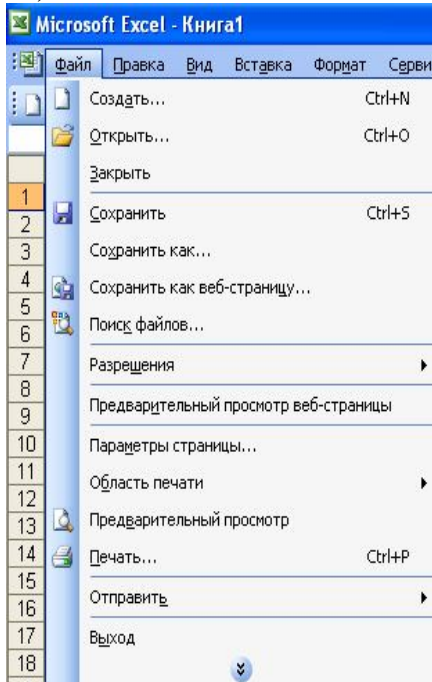 Microsoft Excel - Книга1
Файл Правка Вид Вставка Формат Серви
Создать... Ctrl+N
Открыть... Ctrl+O
Закрыть
1
Сохранить Ctrl+S
2
3 Сохранить как...
4 Сохранить как веб-страницу...
5
6 Поиск файлов...
7 Разрешения
8
9 Предварительный просмотр веб-страницы
10 Параметры страницы...
11
12 Область печати
13 Предварительный просмотр
14 Печать... Ctrl+P
15
16 Отправить
17 Выход
18